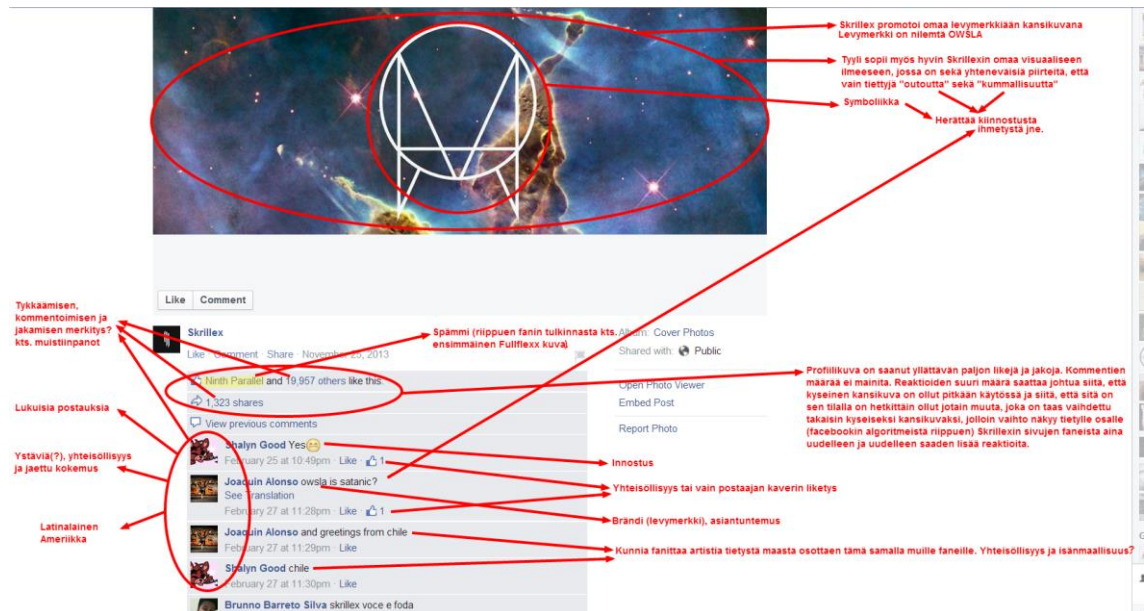 Skrillex promotoi omaa levymerkkiään kansikuvana
Levymerkki on nilemtä OWSLA
Tyyli sopii myös hyvin Skrillexin omaa visuaaliseen
ilmeeseen, jossa on sekä yhteneväisiä piirteitä, että
vain tiettyjä "outoutta" sekä "kummallisuutta"
Symboliikka
Herättää kiinnostusta
ihmetystä jne.
Like Comment
Tykkäämisen,
kommentoimisen ja
jakamisen merkitys?
kts. muistiinpanot
Skrillex
Like · Comment · Share · November 25, 2013
Spämmi (riippuen fanin tulkinnasta kts.
ensimmäinen Fullflexx kuva)
Album: Cover Photos
Shared with: Public
Open Photo Viewer
Embed Post
Report Photo
Ninth Parallel and 19,957 others like this.
1,323 shares
View previous comments
Profiilikuva on saanut yllättävän paljon likejä ja jakoja. Kommentien
määrää ei mainita. Reaktioiden suuri määrä saattaa johtua siitä, että
kyseinen kansikuva on ollut pitkään käytössä ja siitä, että sitä on
sen tilalla on hetkittäin ollut jotain muuta, joka on taas vaihdettu
takaisin kyseiseksi kansikuvaksi, jolloin vaihto näkyy tietylle osalle
(facebookin algoritmeistä riippuen) Skrillexin sivujen faneista aina
uudelleen ja uudelleen saaden lisää reaktioita.
Lukuisia postauksia
Ystäviä(?), yhteisöllisyys
ja jaettu kokemus
Latinalainen
Ameriikka
Shalyn Good Yes
February 25 at 10:49pm · Like · 1
Innostus
Joaquin Alonso owsla is satanic?
See Translation
February 27 at 11:28pm · Like · 1
Yhteisöllisyys tai vain postaajan kaverin liketys
Brändi (levymerkki), asiantuntemus
Joaquin Alonso and greetings from chile
February 27 at 11:29pm · Like
Kunnia fanittaa artistia tietystä maasta osottaen tämä samalla muille faneille. Yhteisöllisyys ja isänmaallisuus?
Shalyn Good chile
February 27 at 11:30pm · Like
Brunno Barreto Silva skrillex voce e foda